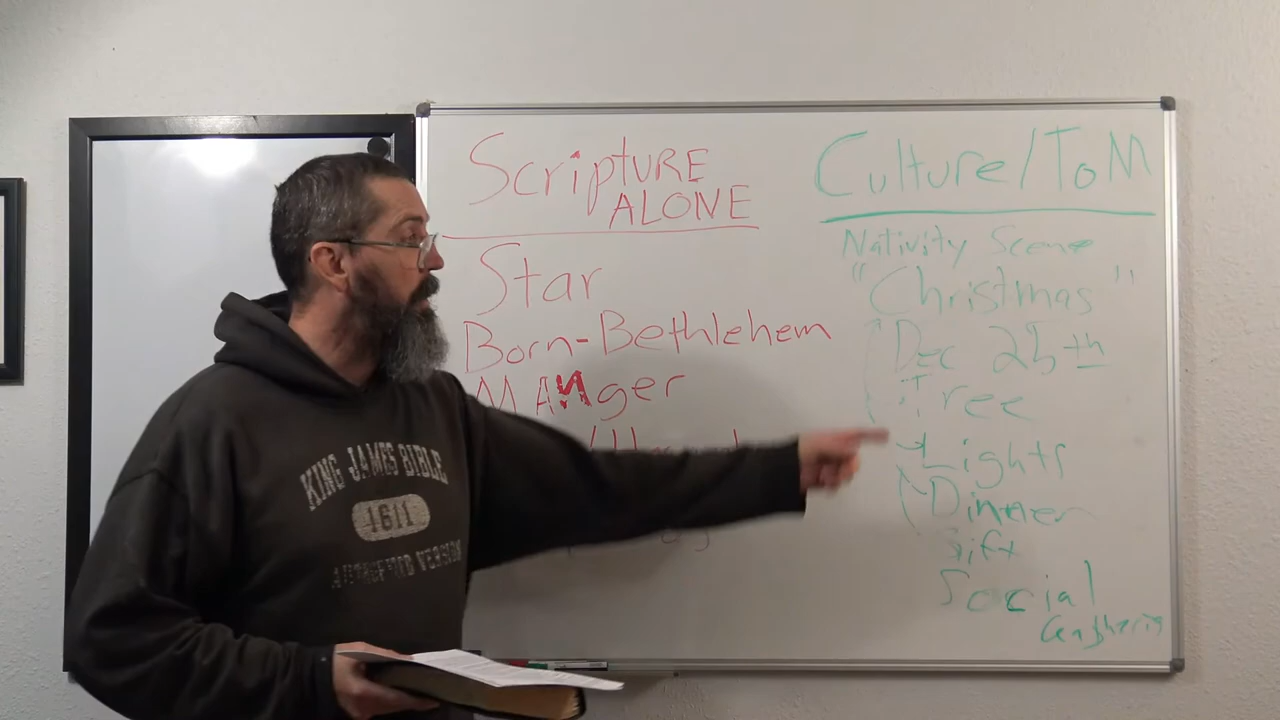 Scripture
ALONE
Star
Born-Bethlehem
MANger
Culture/ToM
Nativity Scene
"Christmas"
Dec 25th
Tree
Lights
Dinner
Gift
Social
KING JAMES BIBLE
1611
AUTHORIZED VERSION